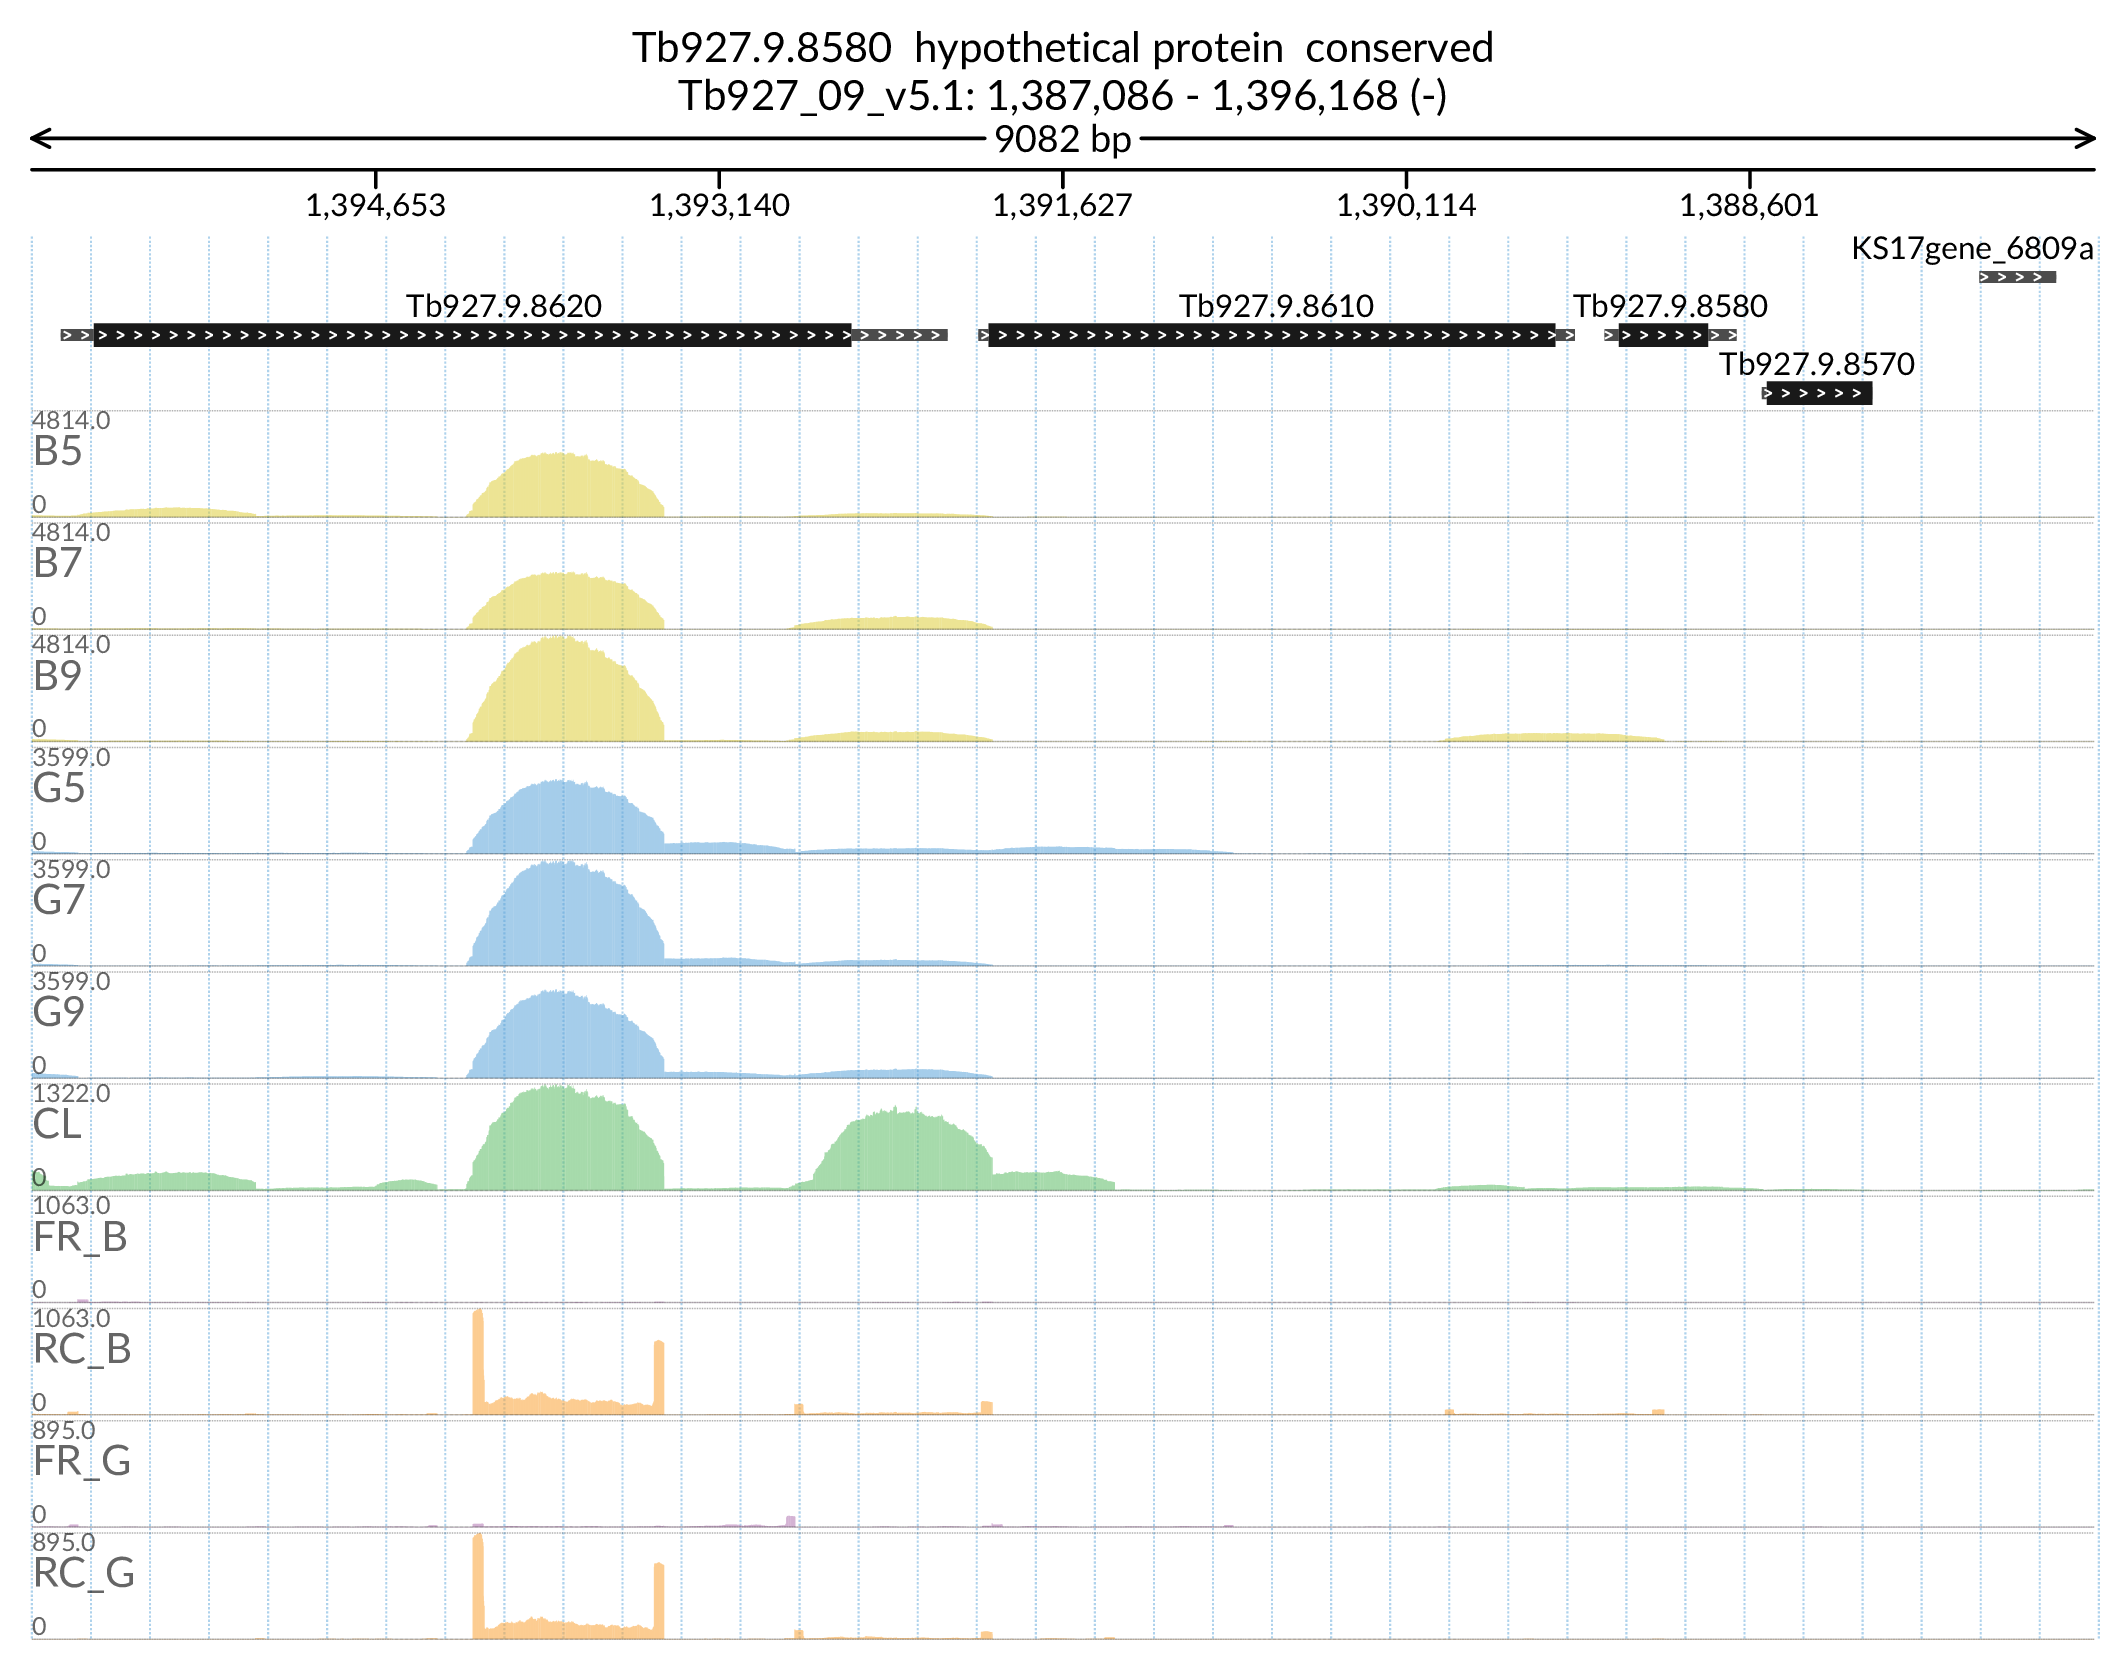 Tb927.9.8580  hypothetical protein  conserved
Tb927_09_v5.1: 1,387,086 - 1,396,168 (-)
9082 bp
1,394,653 1,393,140 1,391,627 1,390,114 1,388,601
KS17gene_6809a
Tb927.9.8620 Tb927.9.8610 Tb927.9.8580
Tb927.9.8570
4814.0
B5
0
4814.0
B7
0
4814.0
B9
0
3599.0
G5
0
3599.0
G7
0
3599.0
G9
0
1322.0
CL
0
1063.0
FR_B
0
1063.0
RC_B
0
895.0
FR_G
0
895.0
RC_G
0